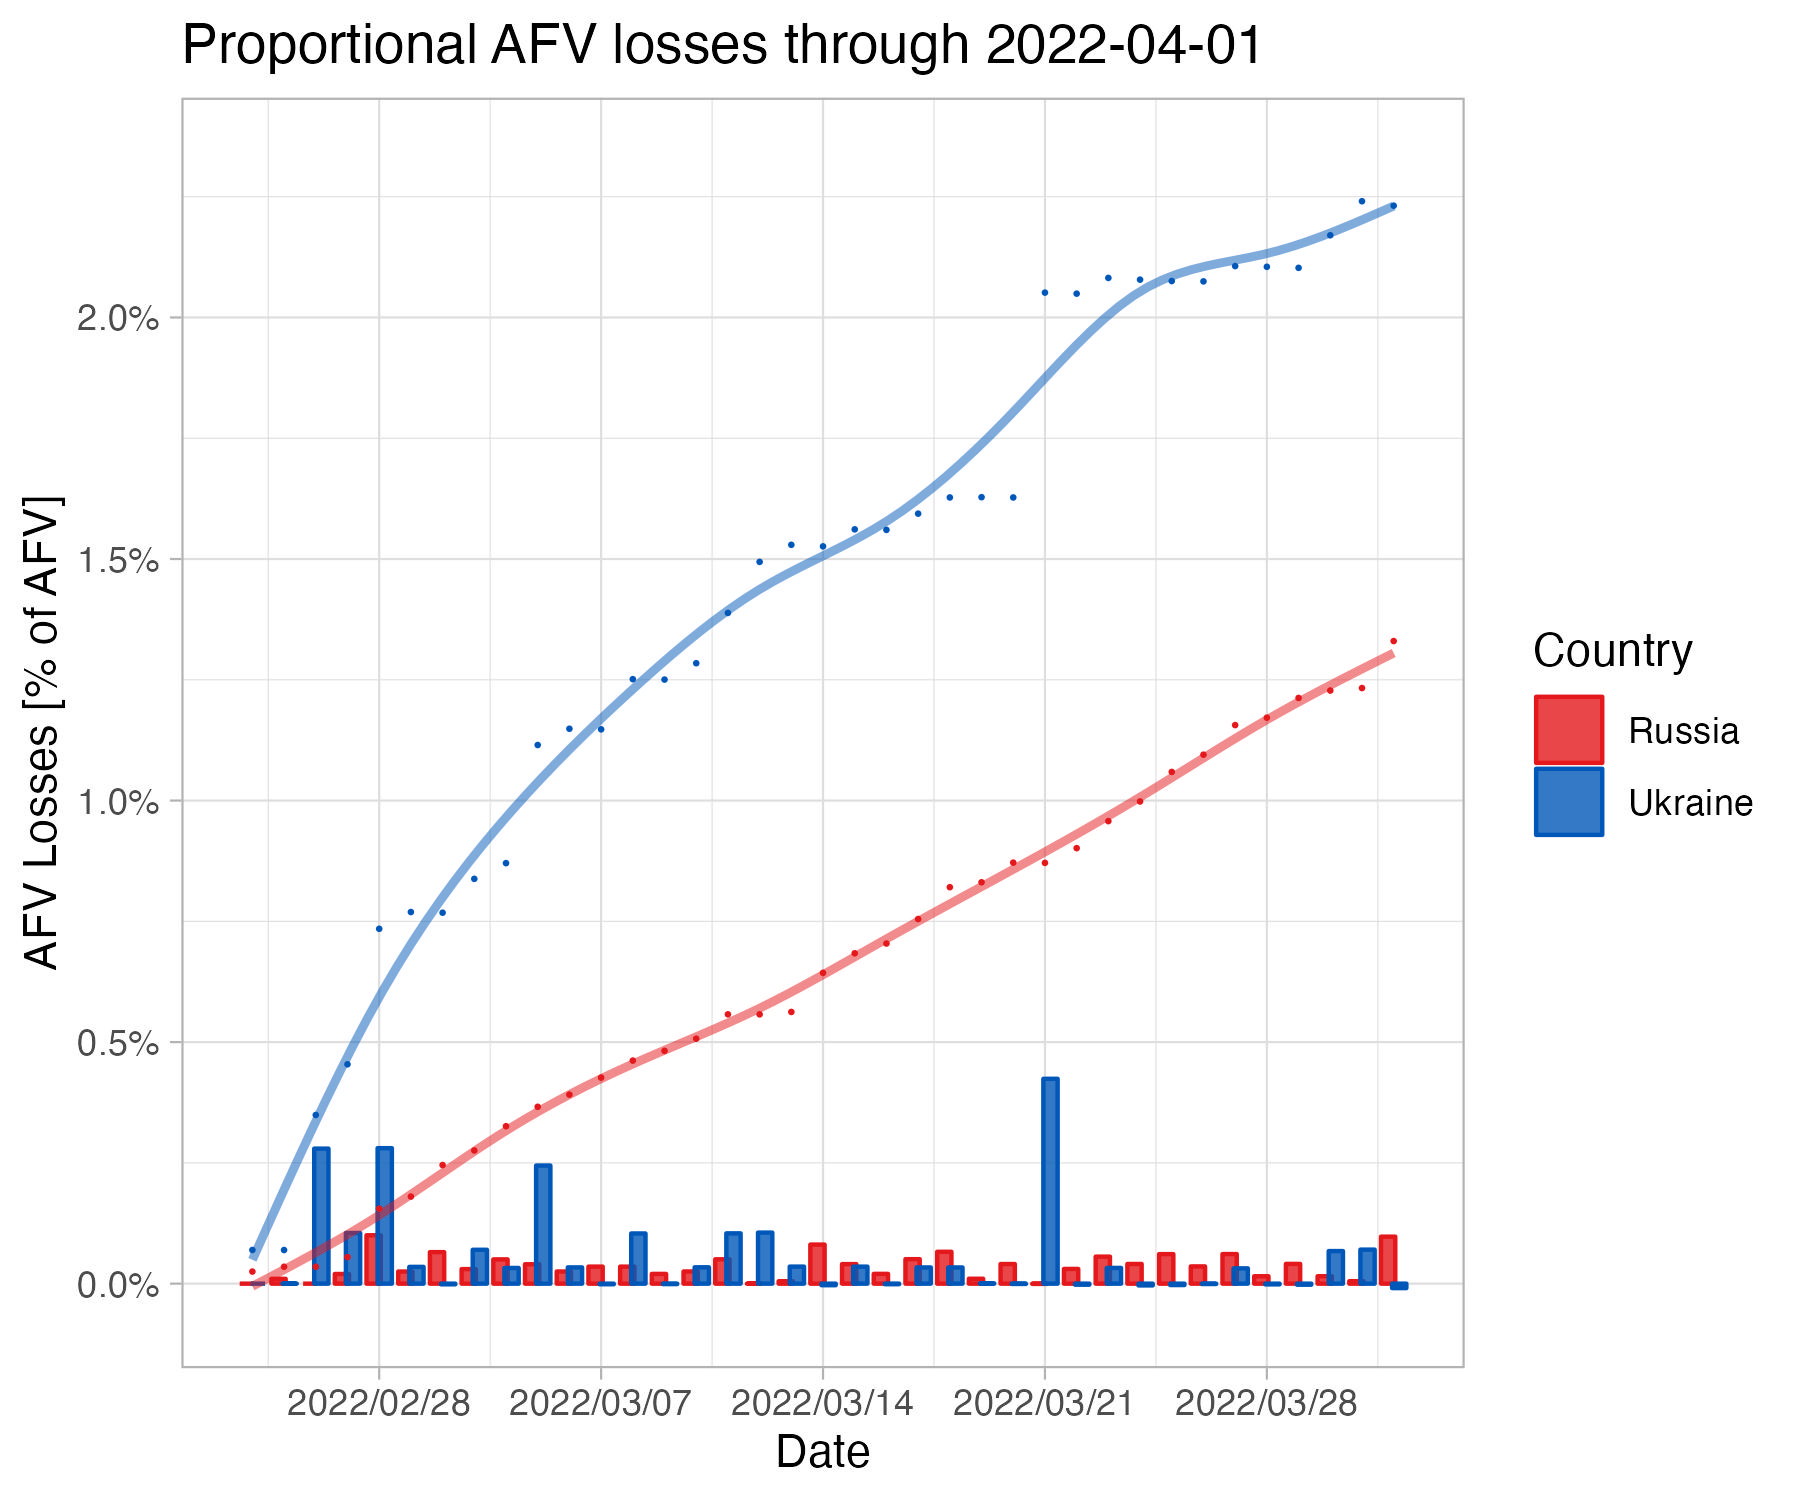 Proportional AFV losses through 2022-04-01
AFV Losses [% of AFV]
2.0%
1.5%
1.0%
0.5%
0.0%
2022/02/28
2022/03/07
2022/03/14
2022/03/21
2022/03/28
Date
Country
Russia
Ukraine